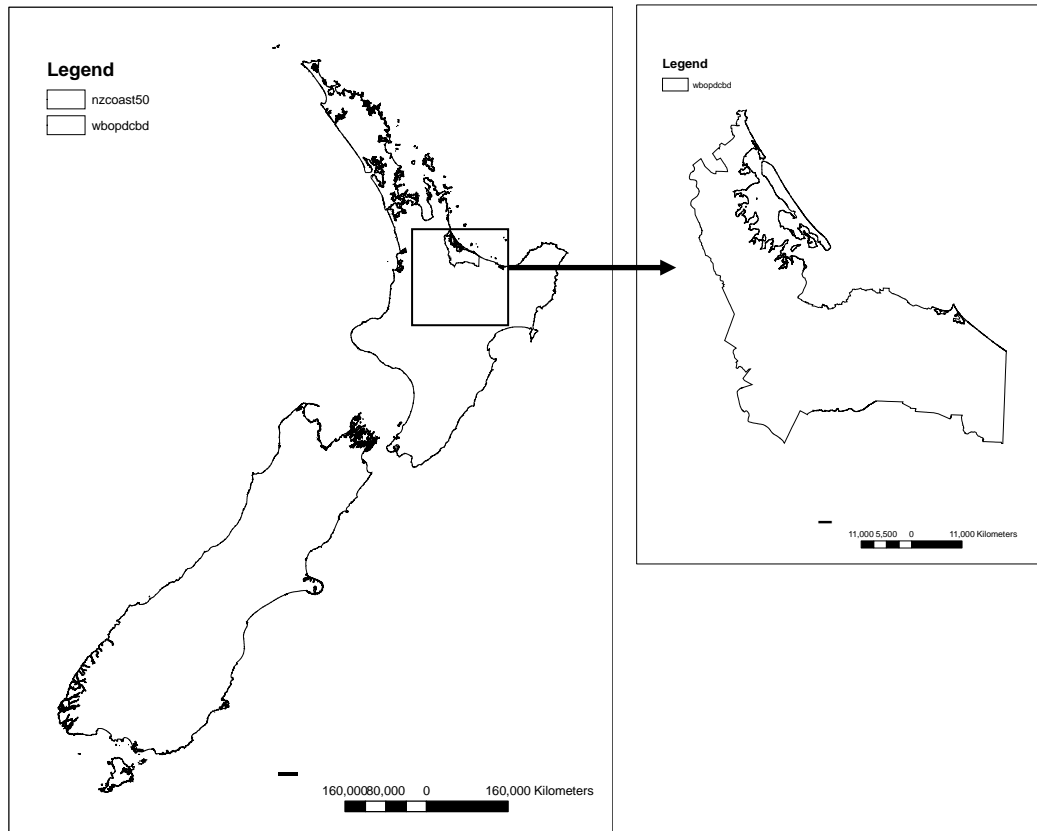 Legend
nzcoast50
wbopdcbd
160,000 80,000 0 160,000 Kilometers
Legend
wbopdcbd
11,000 5,500 0 11,000 Kilometers